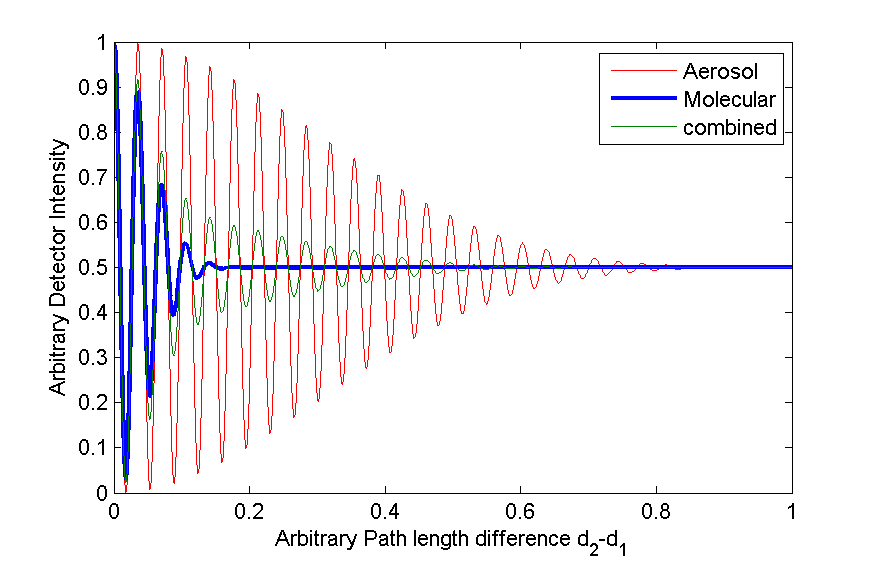 1
0.9
0.8
0.7
0.6
0.5
0.4
0.3
0.2
0.1
0
0 0.2 0.4 0.6 0.8 1
Arbitrary Detector Intensity
Arbitrary Path length difference d2-d1
Aerosol
Molecular
combined